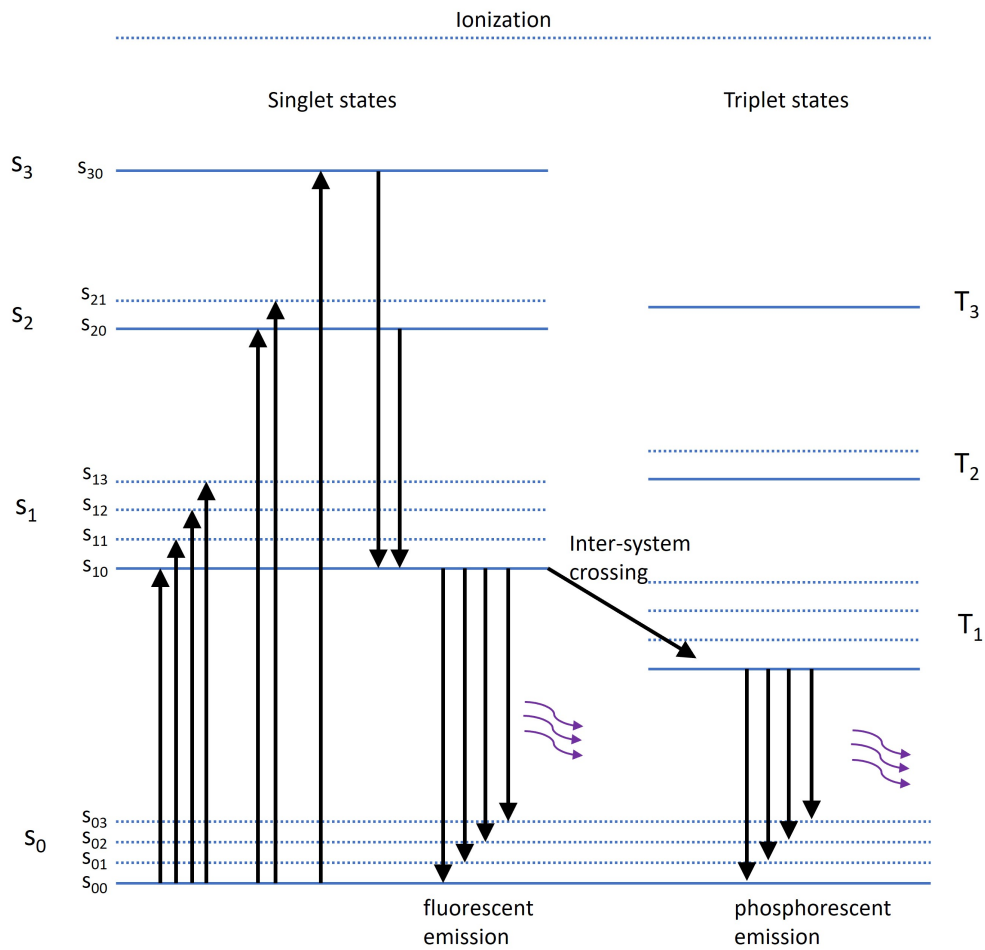 Ionization
Singlet states
Triplet states
S₃
S₃₀
S₂₁
T₃
S₂
S₂₀
S₁₃
T₂
S₁
S₁₂
S₁₁
Inter-system
crossing
S₁₀
T₁
S₀₃
S₀
S₀₂
S₀₁
S₀₀
fluorescent
emission
phosphorescent
emission